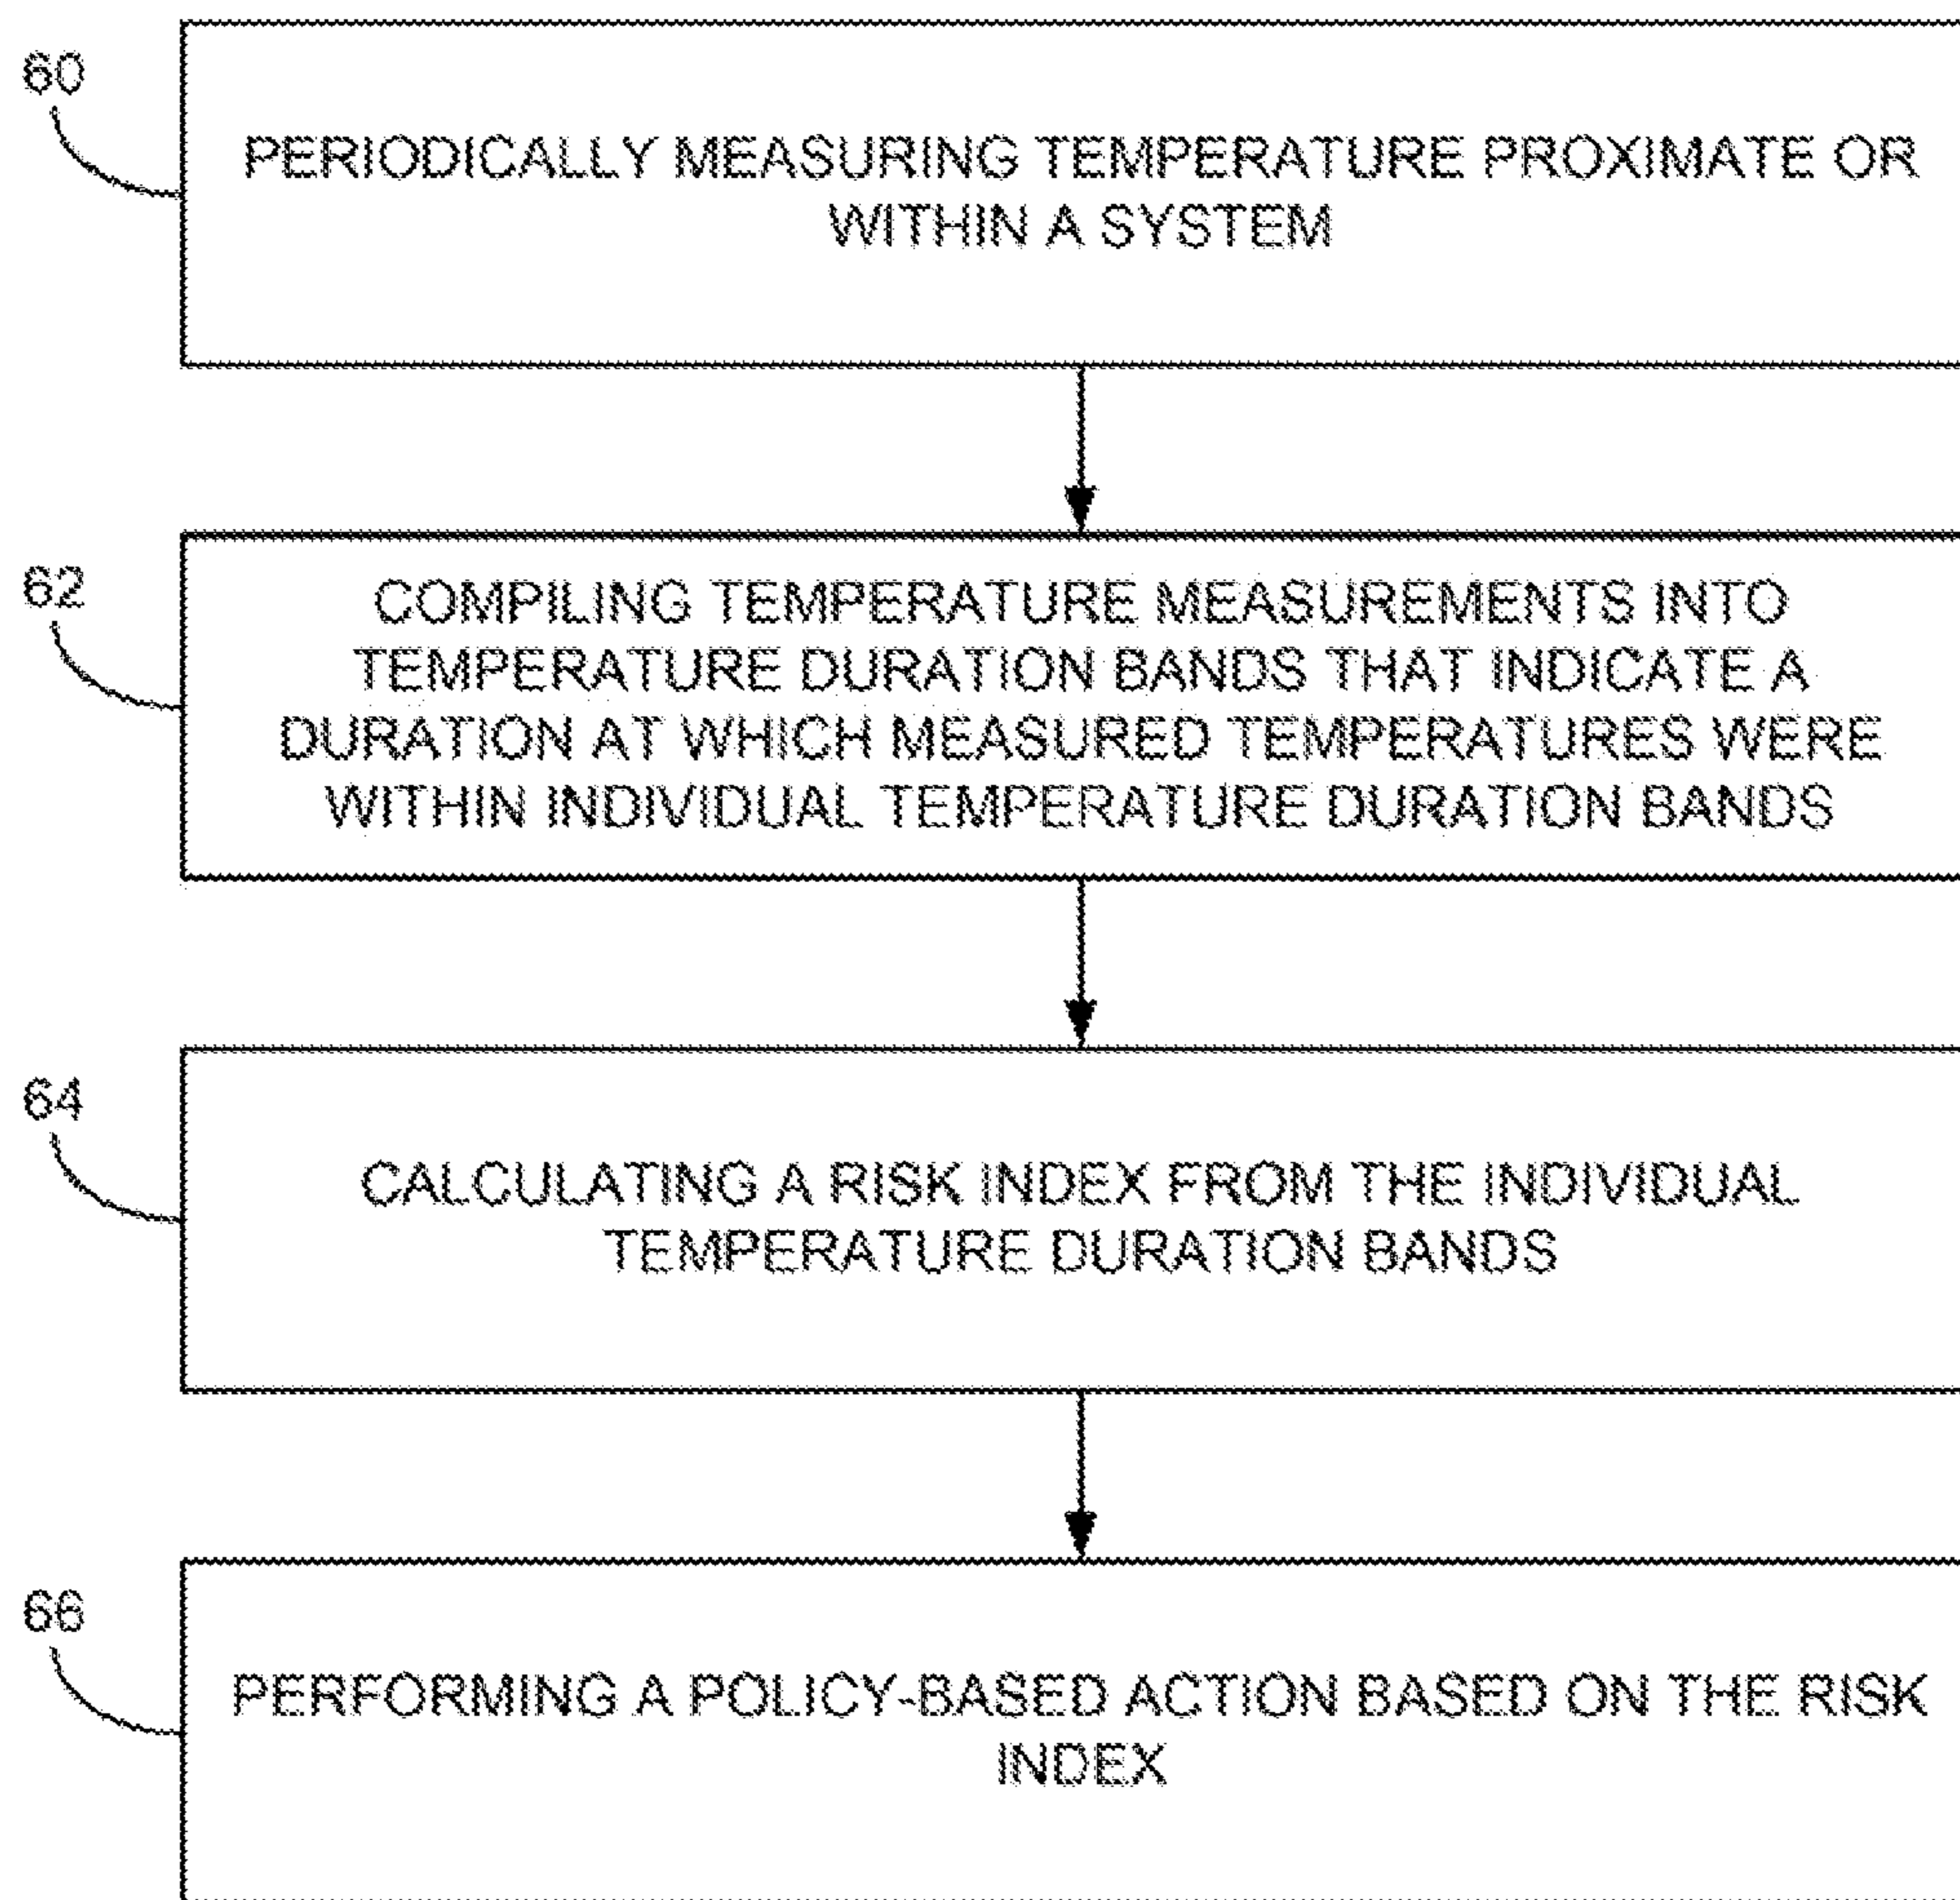 60
PERIODICALLY MEASURING TEMPERATURE PROXIMATE OR
WITHIN A SYSTEM
62
COMPILING TEMPERATURE MEASUREMENTS INTO
TEMPERATURE DURATION BANDS THAT INDICATE A
DURATION AT WHICH MEASURED TEMPERATURES WERE
WITHIN INDIVIDUAL TEMPERATURE DURATION BANDS
64
CALCULATING A RISK INDEX FROM THE INDIVIDUAL
TEMPERATURE DURATION BANDS
66
PERFORMING A POLICY-BASED ACTION BASED ON THE RISK
INDEX